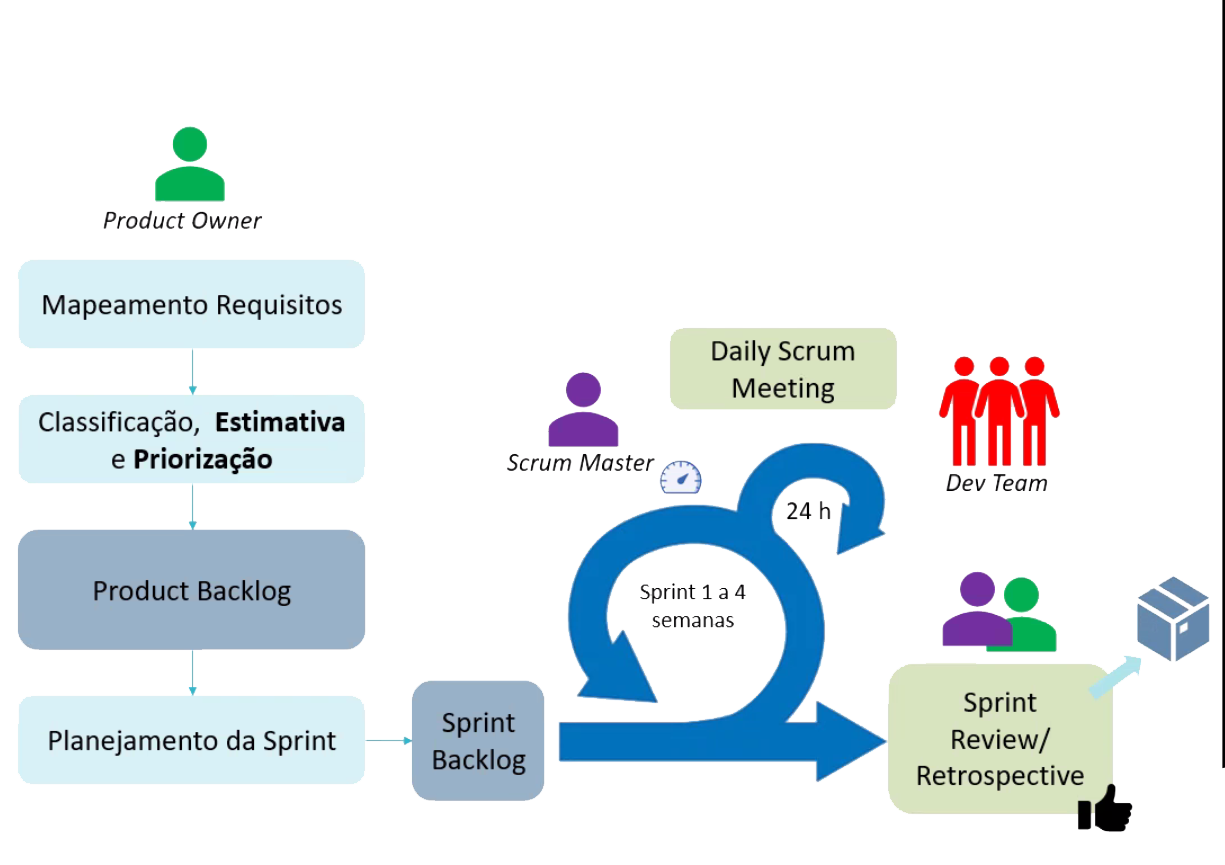 Product Owner
Mapeamento Requisitos
Classificação, Estimativa
e Priorização
Product Backlog
Planejamento da Sprint
Sprint
Backlog
Scrum Master
Daily Scrum
Meeting
Dev Team
24 h
Sprint 1 a 4
semanas
Sprint
Review/
Retrospective